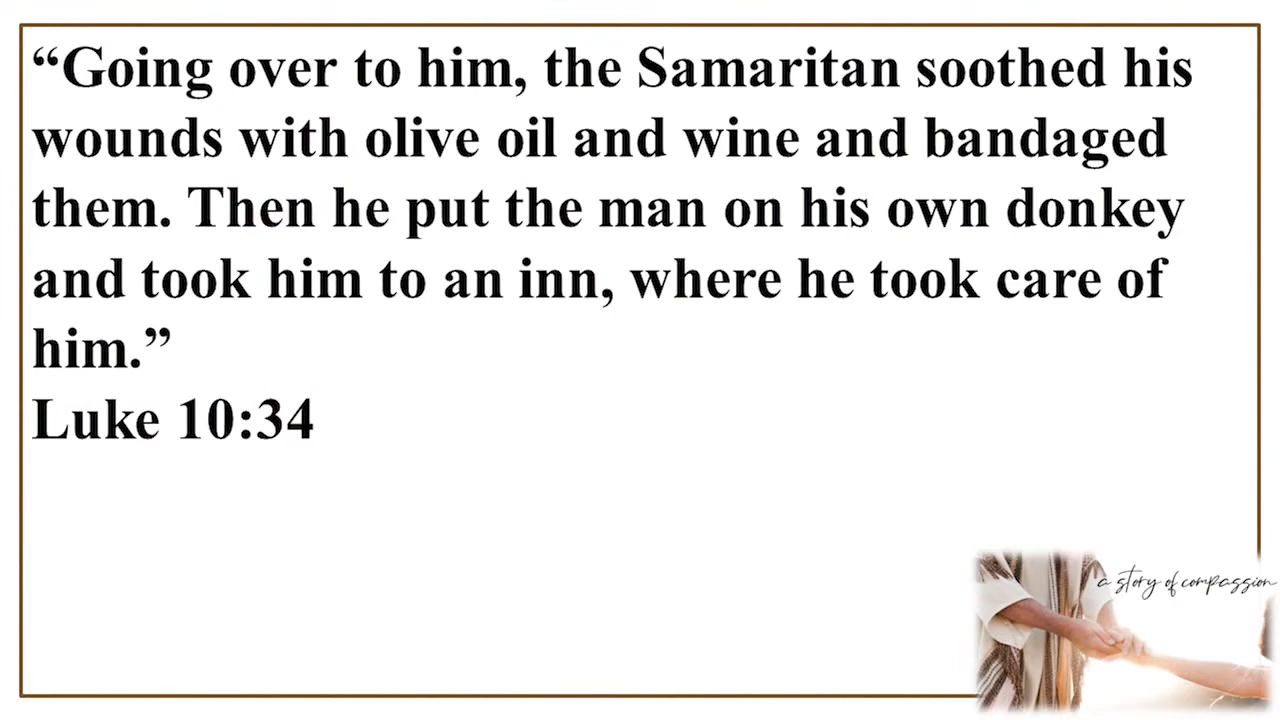 “Going over to him, the Samaritan soothed his
wounds with olive oil and wine and bandaged
them. Then he put the man on his own donkey
and took him to an inn, where he took care of
him.”
Luke 10:34
a story of compassion